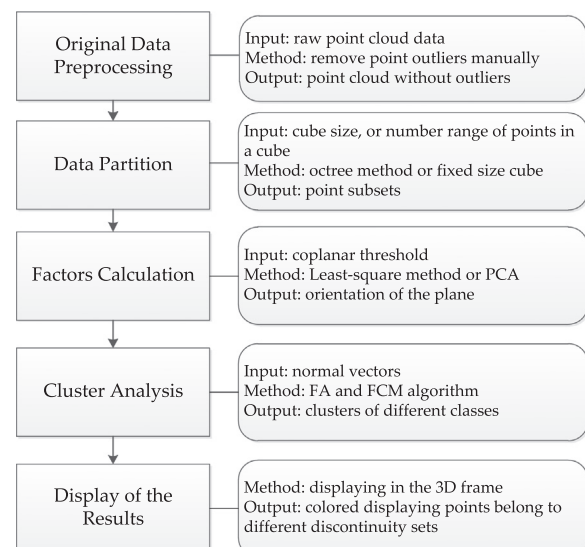 Original Data
Preprocessing
Input: raw point cloud data
Method: remove point outliers manually
Output: point cloud without outliers
Data Partition
Input: cube size, or number range of points in
a cube
Method: octree method or fixed size cube
Output: point subsets
Factors Calculation
Input: coplanar threshold
Method: Least-square method or PCA
Output: orientation of the plane
Cluster Analysis
Input: normal vectors
Method: FA and FCM algorithm
Output: clusters of different classes
Display of the
Results
Method: displaying in the 3D frame
Output: colored displaying points belong to
different discontinuity sets